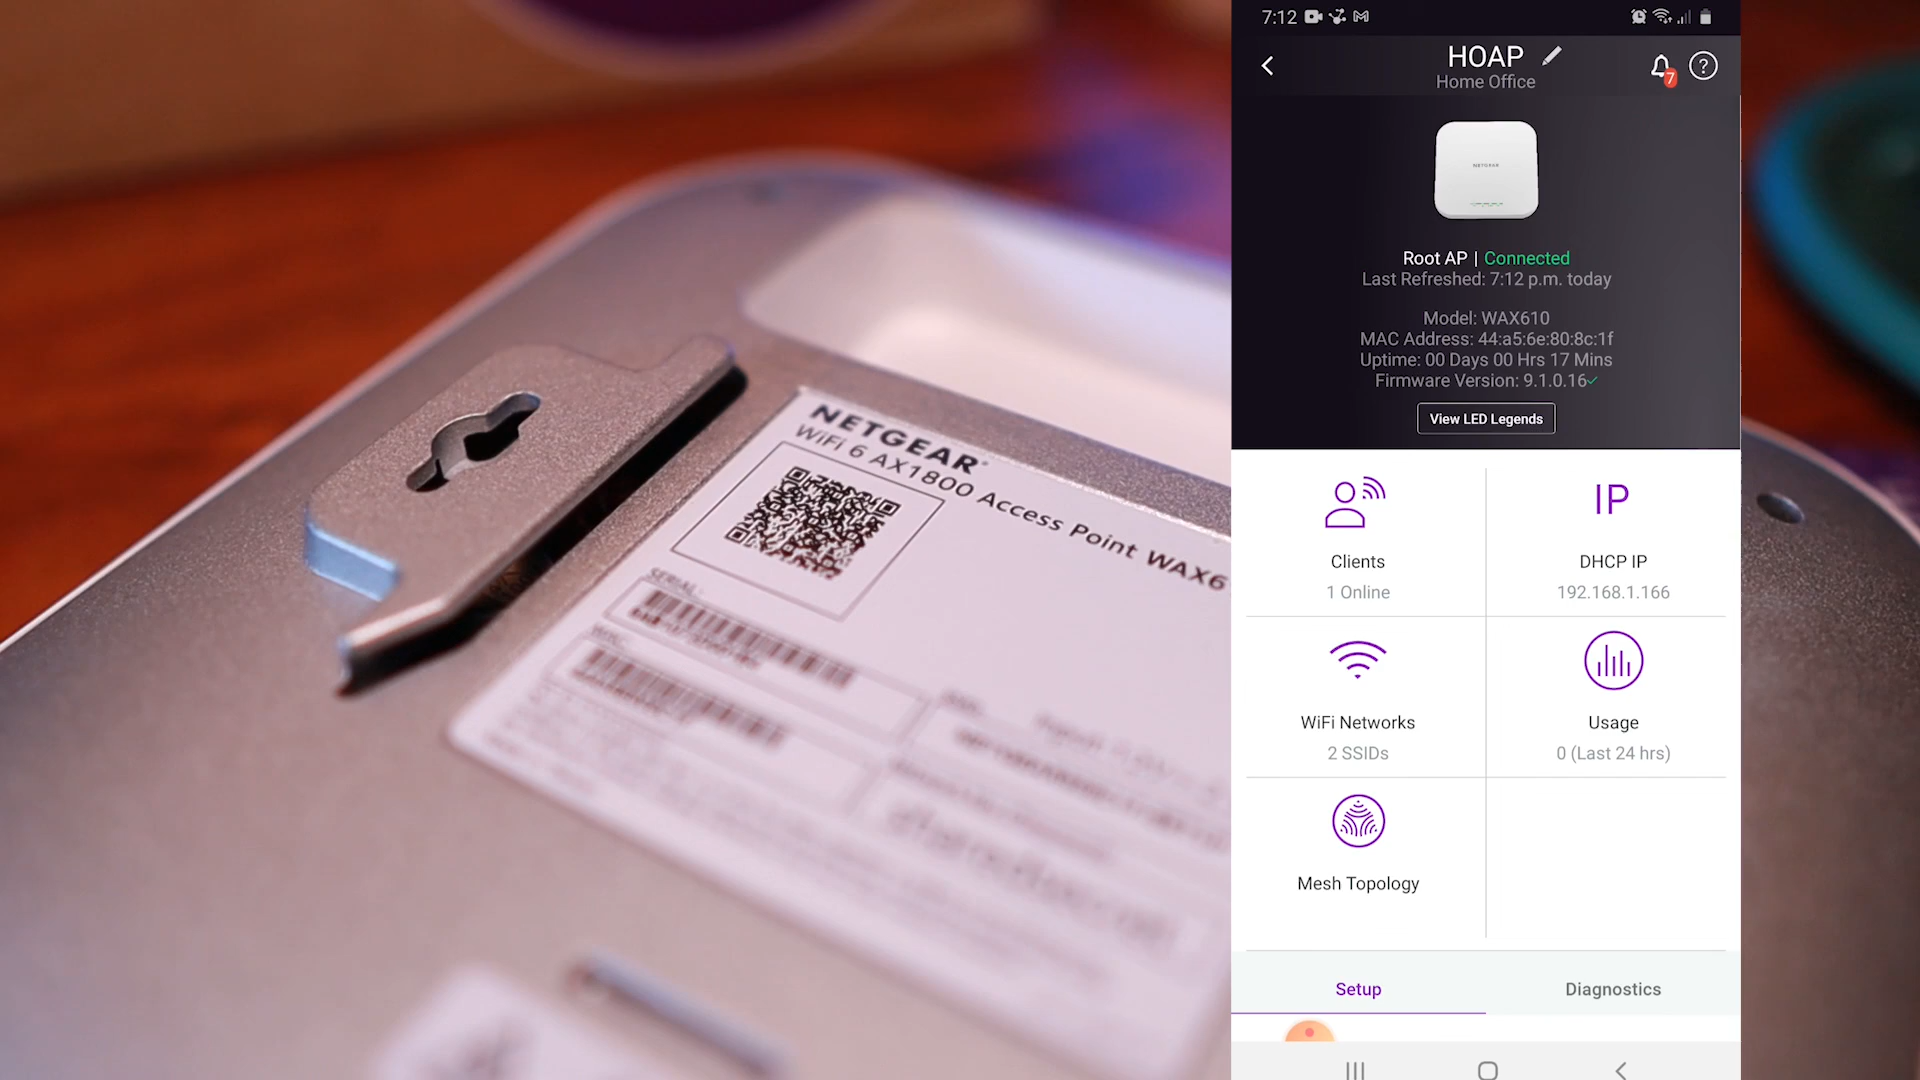 NETGEAR
WiFi 6 AX1800 Access Point WAX6
SERIAL:
7:12
HOAP
Home Office
7
?
NETGEAR
Root AP | Connected
Last Refreshed: 7:12 p.m. today
Model: WAX610
MAC Address: 44:a5:6e:80:8c:1f
Uptime: 00 Days 00 Hrs 17 Mins
Firmware Version: 9.1.0.16
View LED Legends
IP
Clients
DHCP IP
1 Online
192.168.1.166
WiFi Networks
Usage
2 SSIDs
0 (Last 24 hrs)
Mesh Topology
Setup
Diagnostics